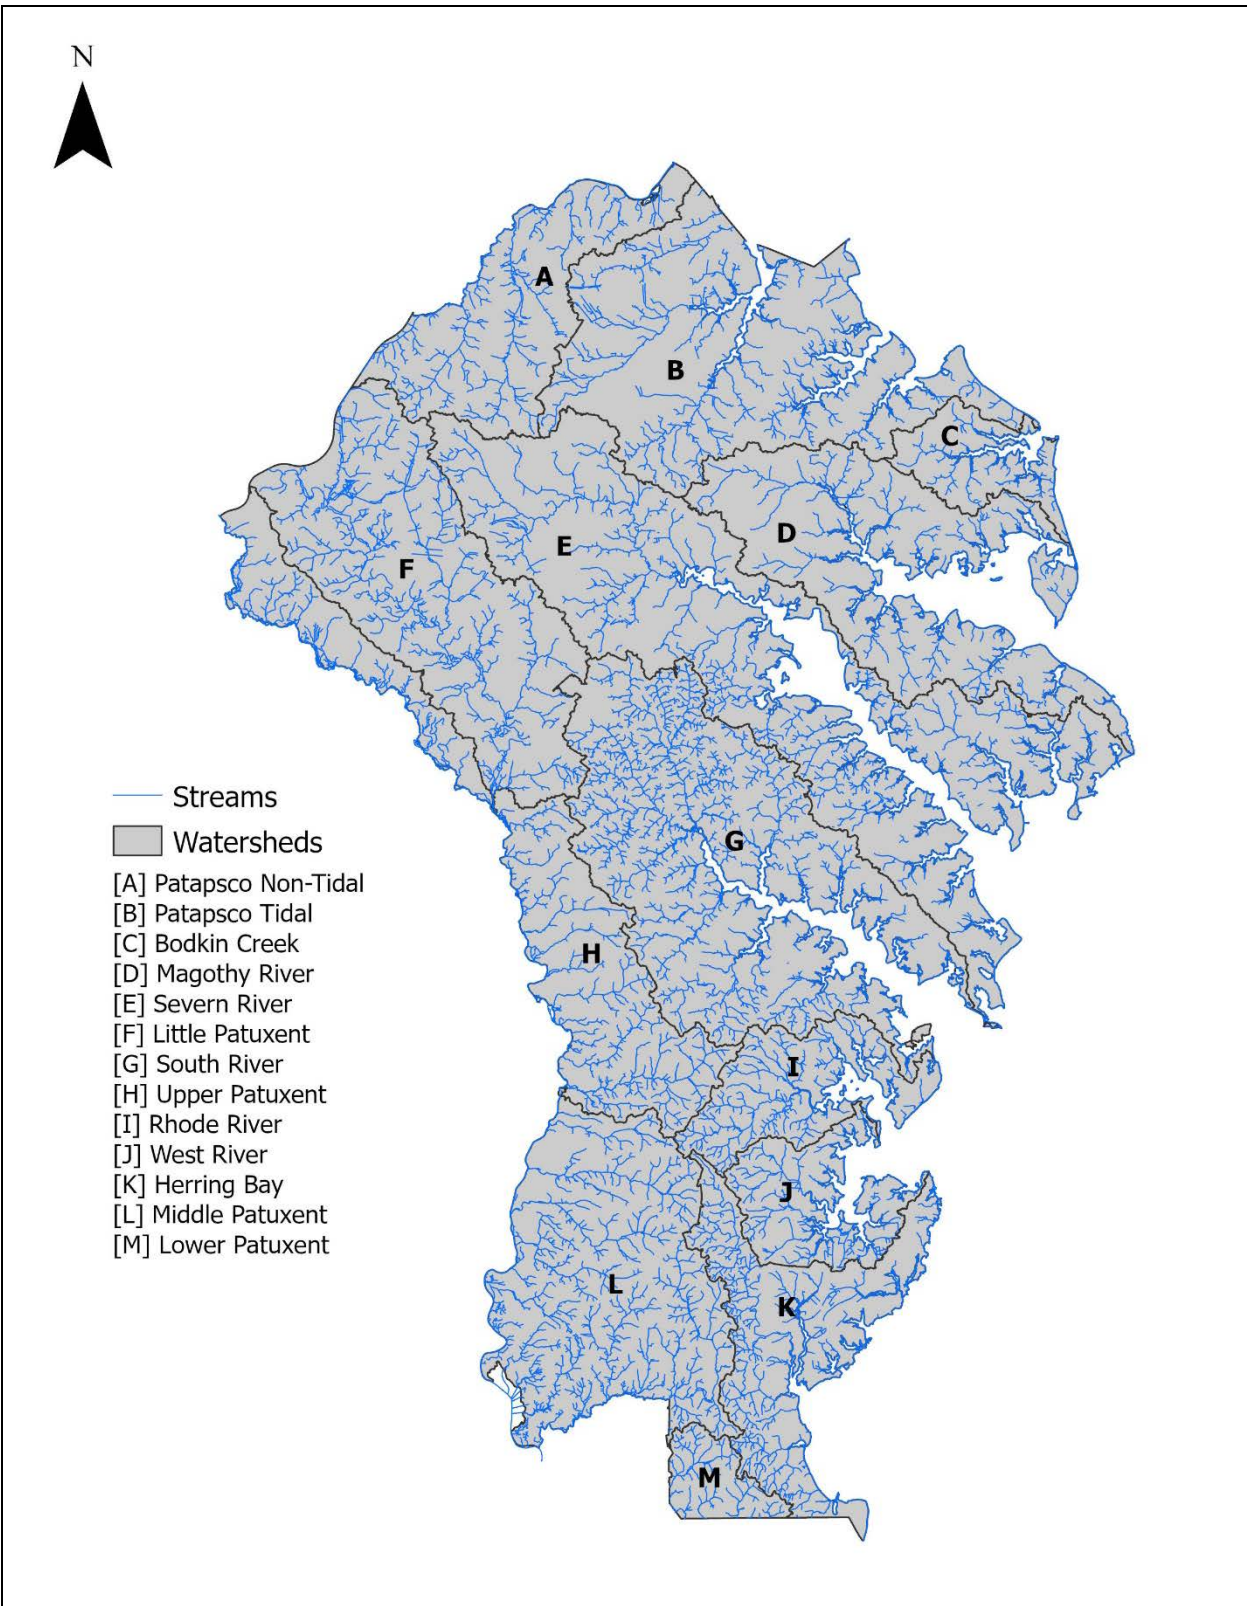 N
A
B
C
D
E
F
G
H
I
J
K
L
M
Streams
Watersheds
[A] Patapsco Non-Tidal
[B] Patapsco Tidal
[C] Bodkin Creek
[D] Magothy River
[E] Severn River
[F] Little Patuxent
[G] South River
[H] Upper Patuxent
[I] Rhode River
[J] West River
[K] Herring Bay
[L] Middle Patuxent
[M] Lower Patuxent